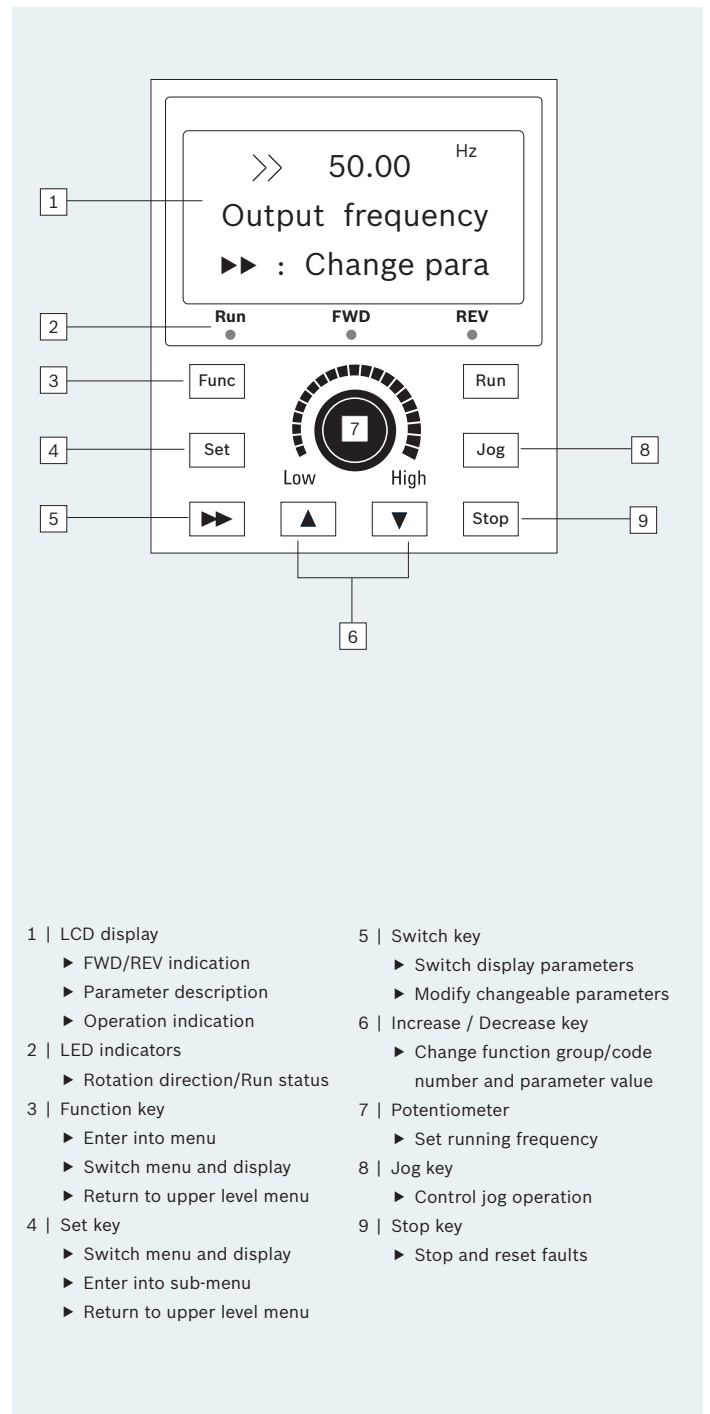 >> 50.00 Hz
1
Output frequency
▶▶ : Change para
2
Run FWD REV
3
Func
Run
7
4
Set
Jog
8
Low High
5
▶▶
▲
▼
Stop
9
6
1 | LCD display
▶ FWD/REV indication
▶ Parameter description
▶ Operation indication
2 | LED indicators
▶ Rotation direction/Run status
3 | Function key
▶ Enter into menu
▶ Switch menu and display
▶ Return to upper level menu
4 | Set key
▶ Switch menu and display
▶ Enter into sub-menu
▶ Return to upper level menu
5 | Switch key
▶ Switch display parameters
▶ Modify changeable parameters
6 | Increase / Decrease key
▶ Change function group/code
number and parameter value
7 | Potentiometer
▶ Set running frequency
8 | Jog key
▶ Control jog operation
9 | Stop key
▶ Stop and reset faults